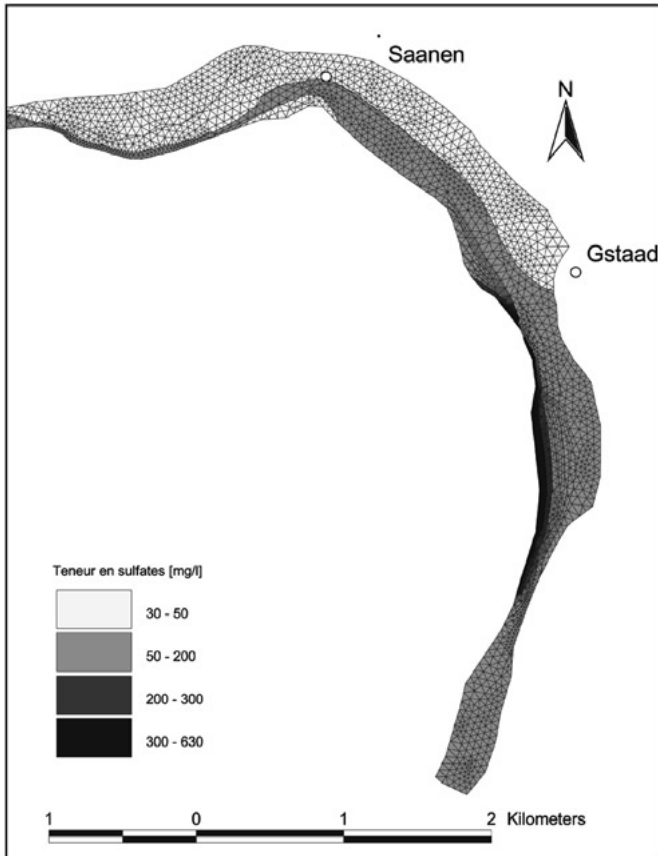 Saanen
N
Gstaad
Teneur en sulfates [mg/l]
30 - 50
50 - 200
200 - 300
300 - 630
1 0 1 2 Kilometers